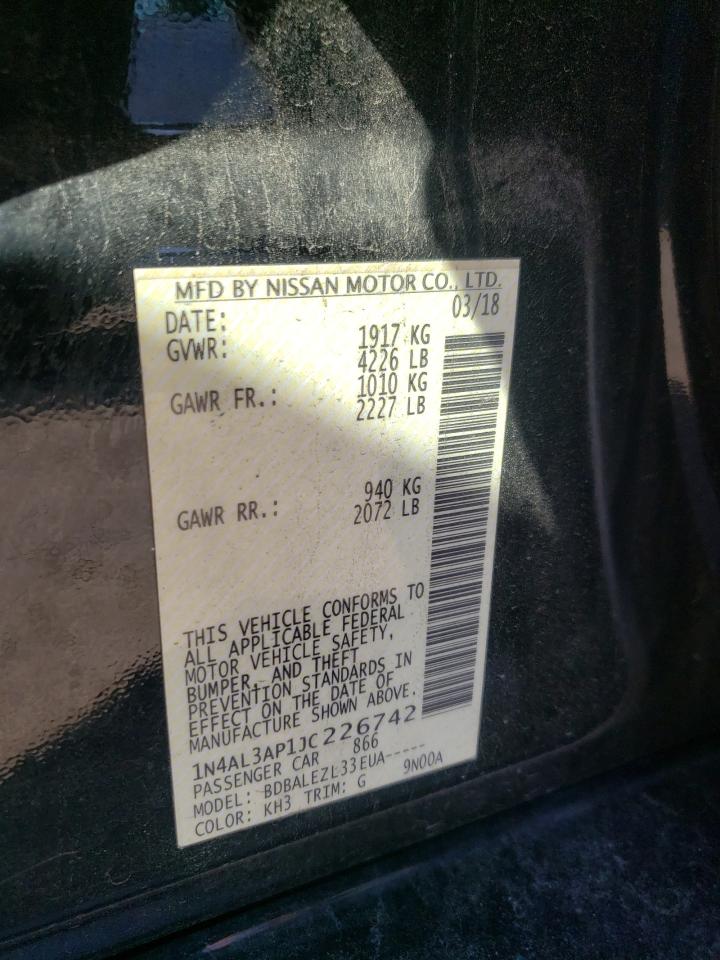 MFD BY NISSAN MOTOR CO., LTD.
DATE: 03/18
GVWR: 1917 KG
4226 LB
GAWR FR.: 1010 KG
2227 LB
GAWR RR.: 940 KG
2072 LB
THIS VEHICLE CONFORMS TO
ALL APPLICABLE FEDERAL
MOTOR VEHICLE SAFETY,
BUMPER, AND THEFT
PREVENTION STANDARDS IN
EFFECT ON THE DATE OF
MANUFACTURE SHOWN ABOVE.
1N4AL3AP1JC226742
PASSENGER CAR 866
MODEL: BDBALEZL33EUA-----
COLOR: KH3 TRIM: G 9N00A